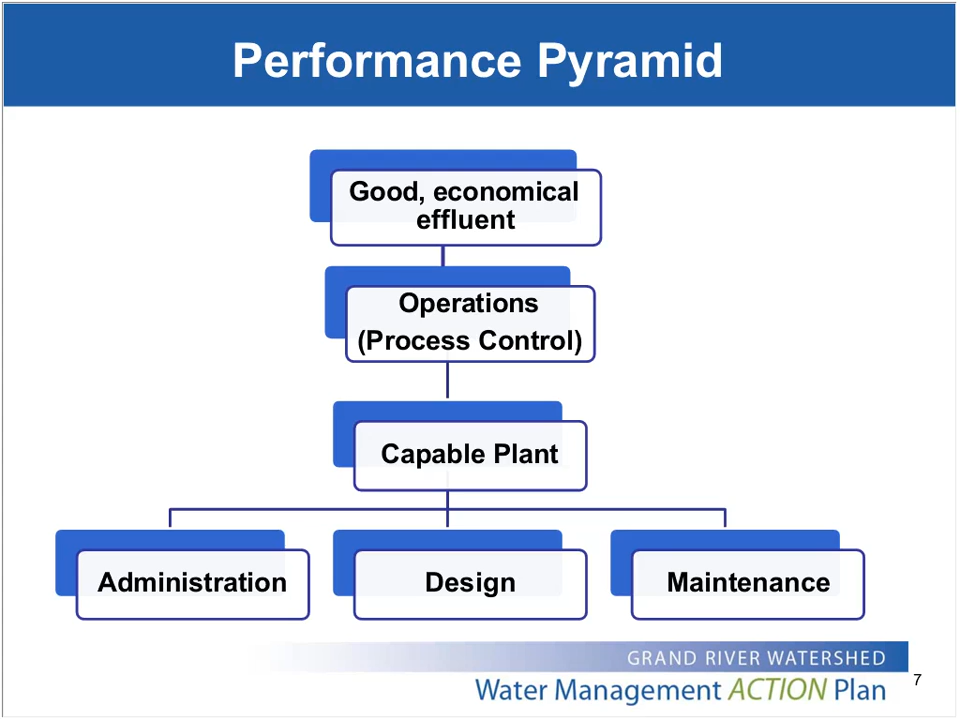 Performance Pyramid
Good, economical
effluent
Operations
(Process Control)
Capable Plant
Administration
Design
Maintenance
GRAND RIVER WATERSHED
Water Management ACTION Plan
7